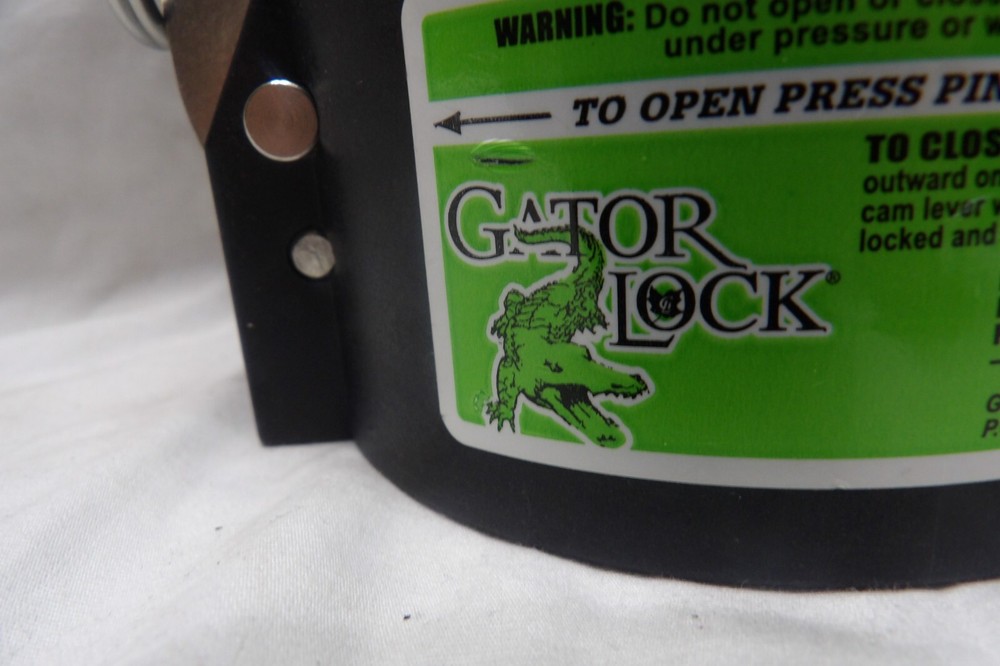 WARNING: Do not open or close
under pressure or
TO OPEN PRESS PIN
TO CLOS
outward on
cam lever
locked and
GATOR
LOCK®
G
P.